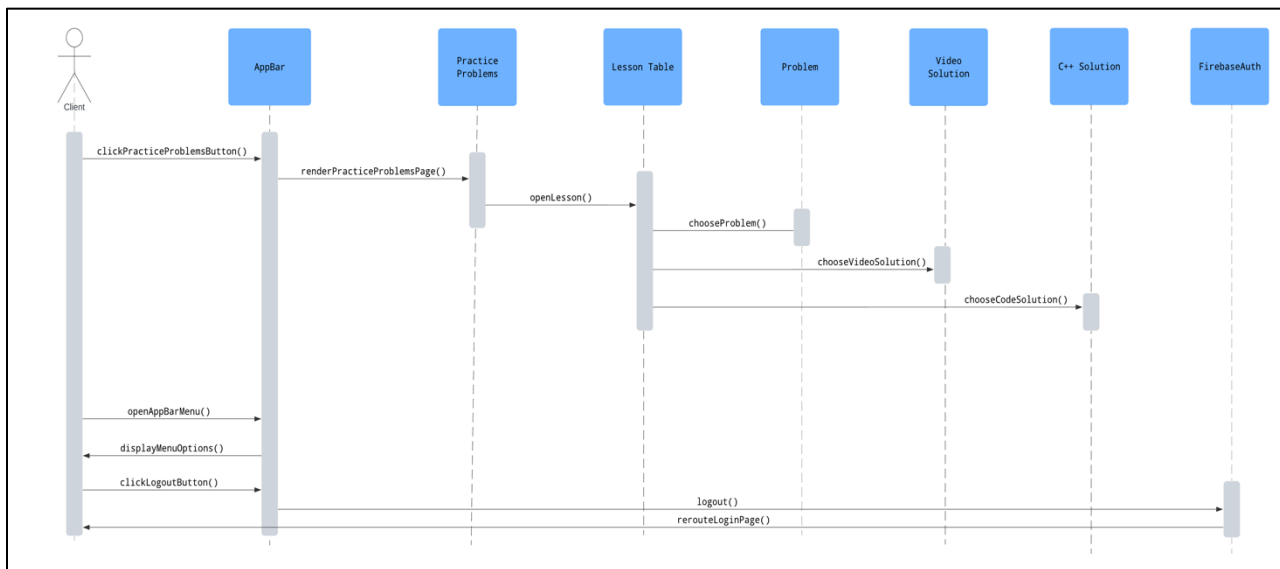 Client
AppBar
Practice
Problems
Lesson Table
Problem
Video
Solution
C++ Solution
FirebaseAuth
clickPracticeProblemsButton()
renderPracticeProblemsPage()
openLesson()
chooseProblem()
chooseVideoSolution()
chooseCodeSolution()
openAppBarMenu()
displayMenuOptions()
clickLogoutButton()
logout()
rerouteLoginPage()